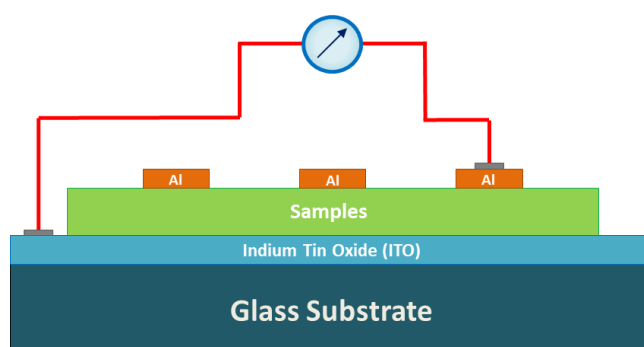 Al
Al
Al
Samples
Indium Tin Oxide (ITO)
Glass Substrate